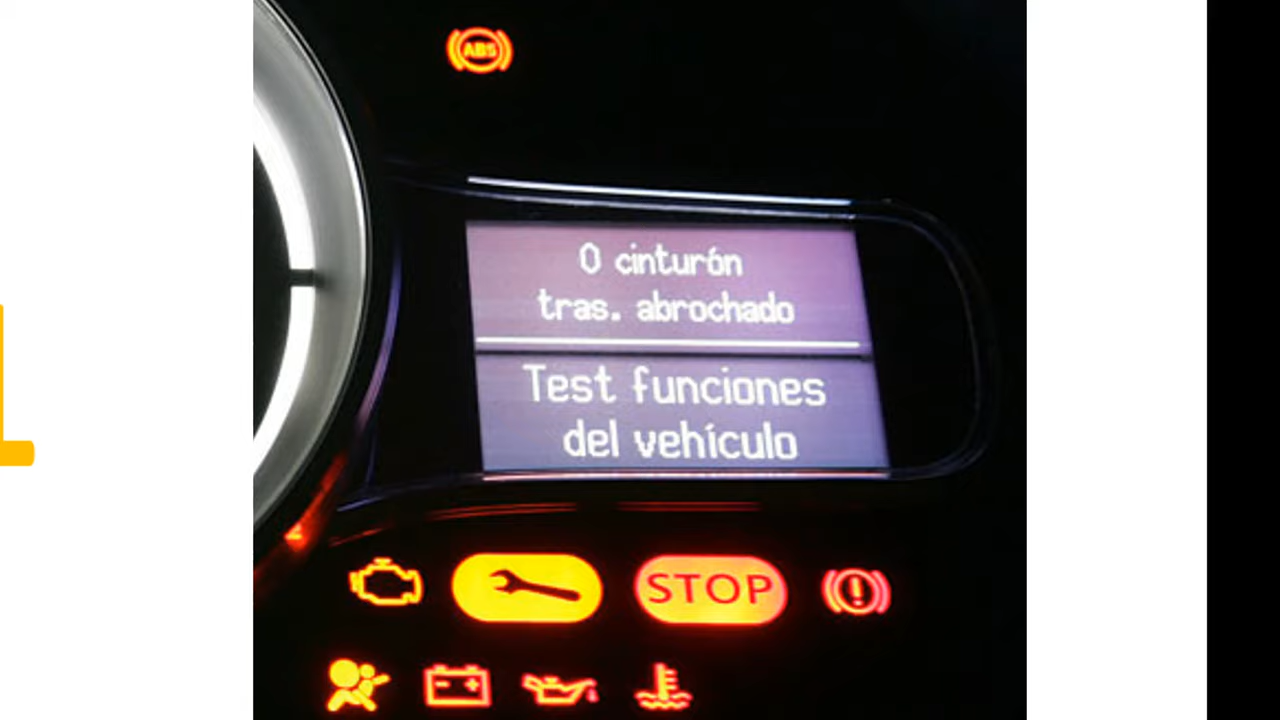 ABS
0 cinturón
tras. abrochado
Test funciones
del vehículo
STOP